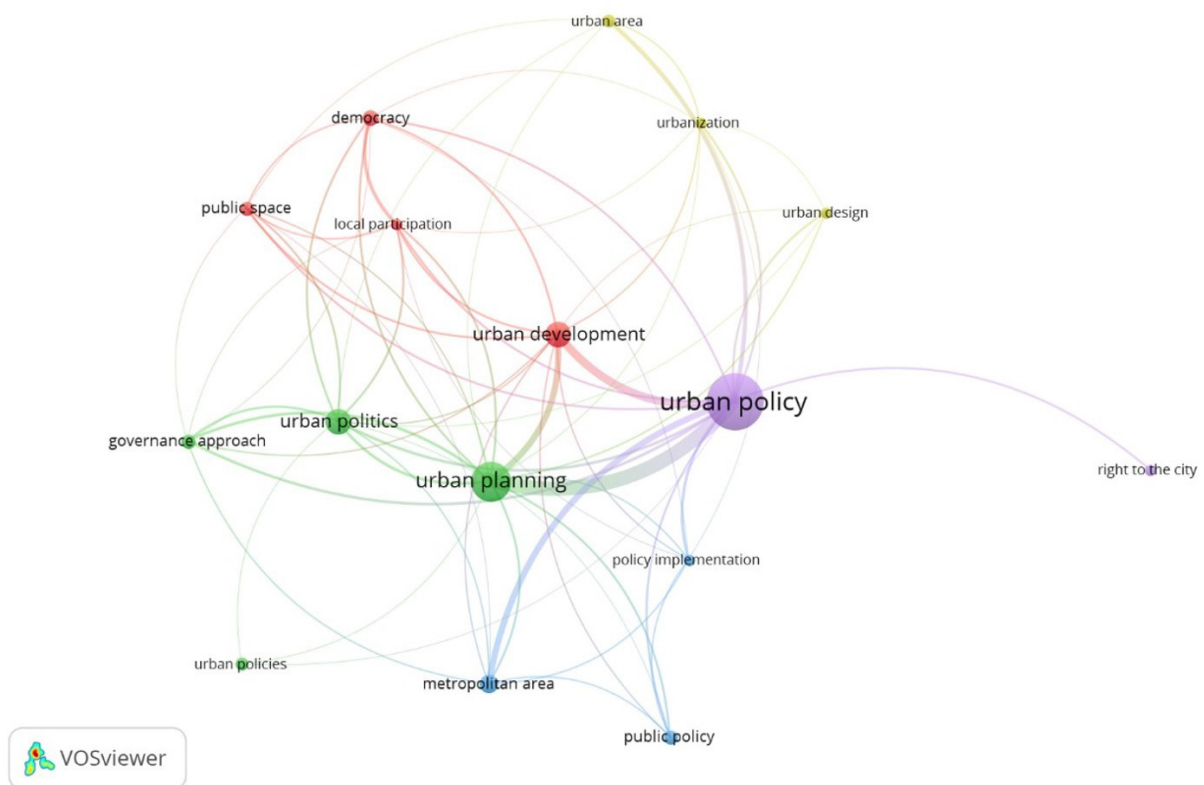 urban area
democracy
urbanization
public space
urban design
local participation
urban development
urban policy
urban politics
governance approach
right to the city
urban planning
policy implementation
urban policies
metropolitan area
public policy
VOSviewer